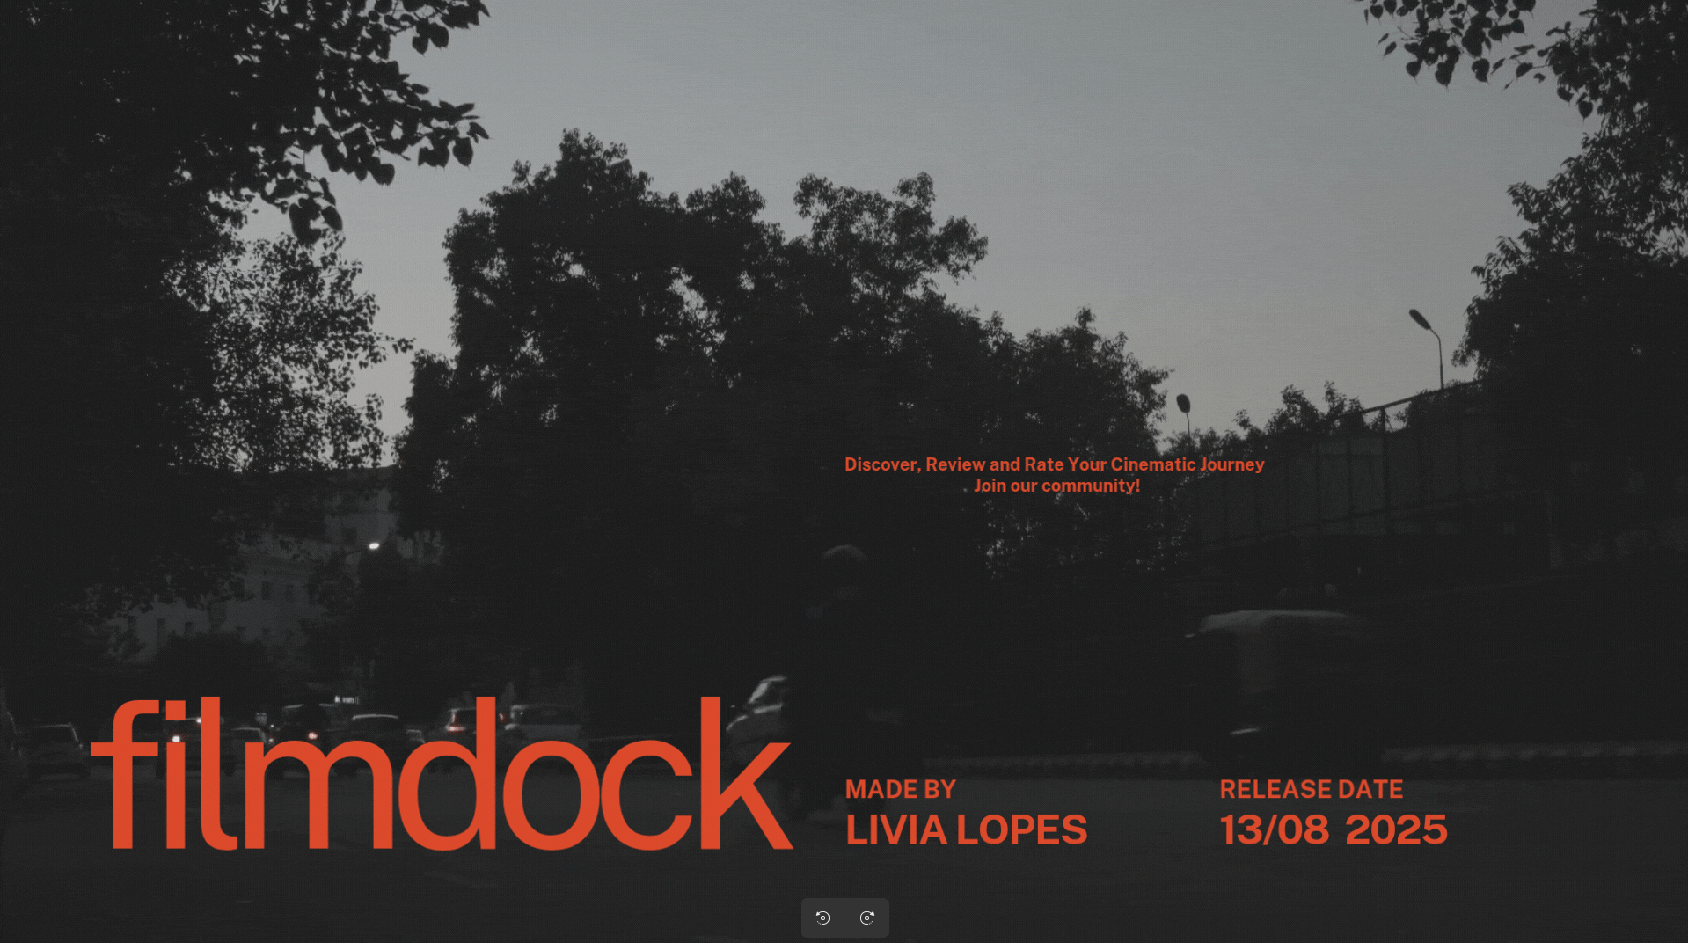 Discover, Review and Rate Your Cinematic Journey
Join our community!
filmdock
MADE BY
LIVIA LOPES
RELEASE DATE
13/08 2025